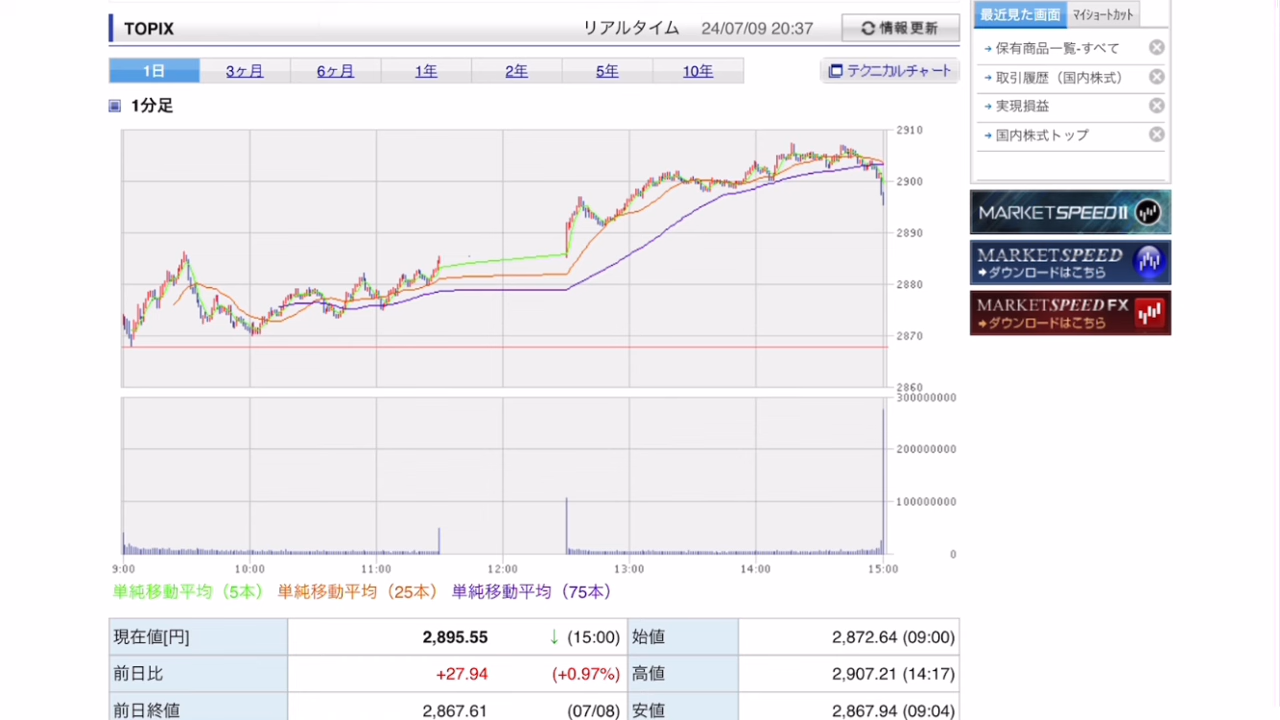 TOPIX
リアルタイム 24/07/09 20:37
情報更新
1日 3ヶ月 6ヶ月 1年 2年 5年 10年
テクニカルチャート
1分足
2910
2900
2890
2880
2870
2860
300000000
200000000
100000000
0
9:00 10:00 11:00 12:00 13:00 14:00 15:00
単純移動平均（5本） 単純移動平均（25本） 単純移動平均（75本）
現在値[円] 2,895.55 ↓ (15:00) 始値 2,872.64 (09:00)
前日比 +27.94 (+0.97%) 高値 2,907.21 (14:17)
前日終値 2,867.61 (07/08) 安値 2,867.94 (09:04)
最近見た画面 マイショートカット
保有商品一覧-すべて
取引履歴（国内株式）
実現損益
国内株式トップ
MARKETSPEED II
MARKETSPEED
ダウンロードはこちら
MARKETSPEED FX
ダウンロードはこちら